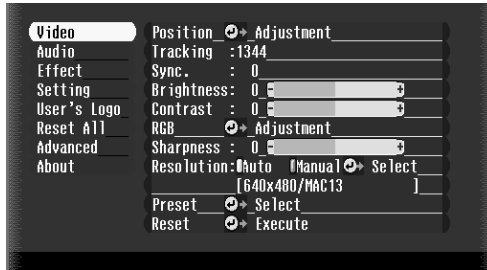 Video
Audio
Effect
Setting
User's Logo
Reset All
Advanced
About
Position Adjustment
Tracking :1344
Sync. : 0
Brightness: 0 - +
Contrast : 0 - +
RGB Adjustment
Sharpness : 0 - +
Resolution: Auto Manual Select
[640x480/MAC13 ]
Preset Select
Reset Execute